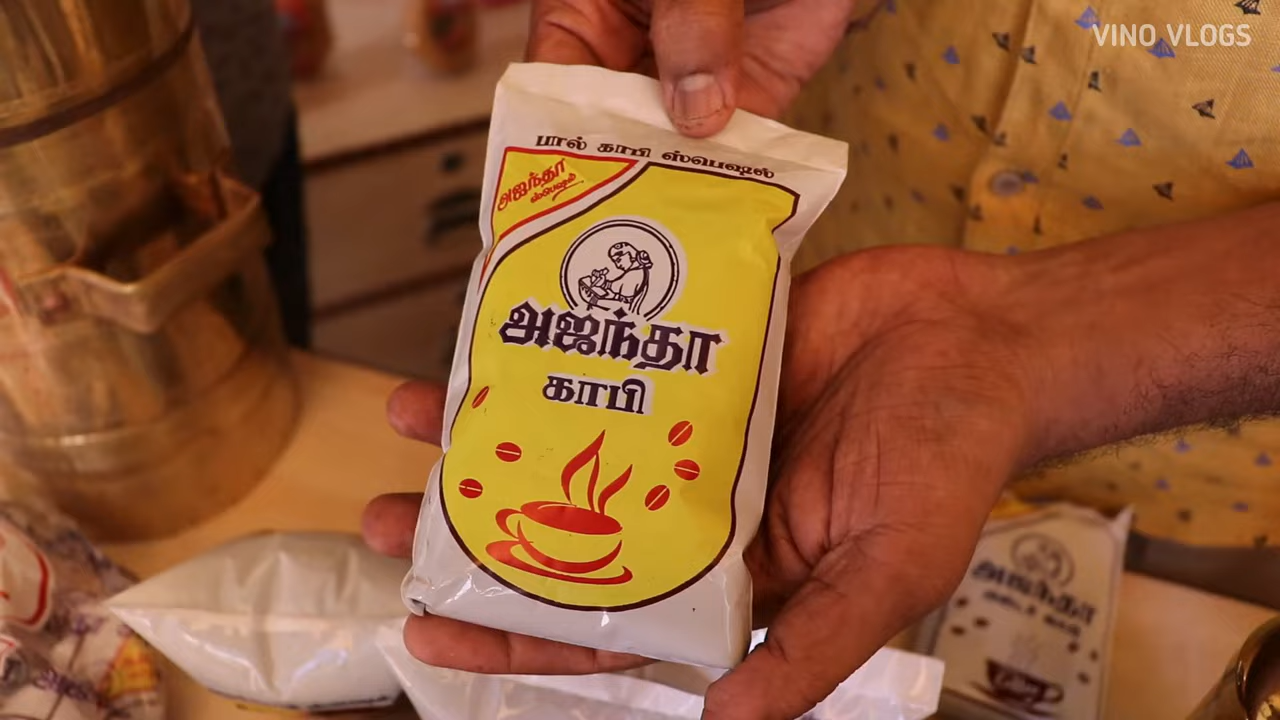 VINO VLOGS
பால் காபி ஸ்பெஷல்
அஜந்தா
ஸ்பெஷல்
அஜந்தா
காபி
அஜந்தா